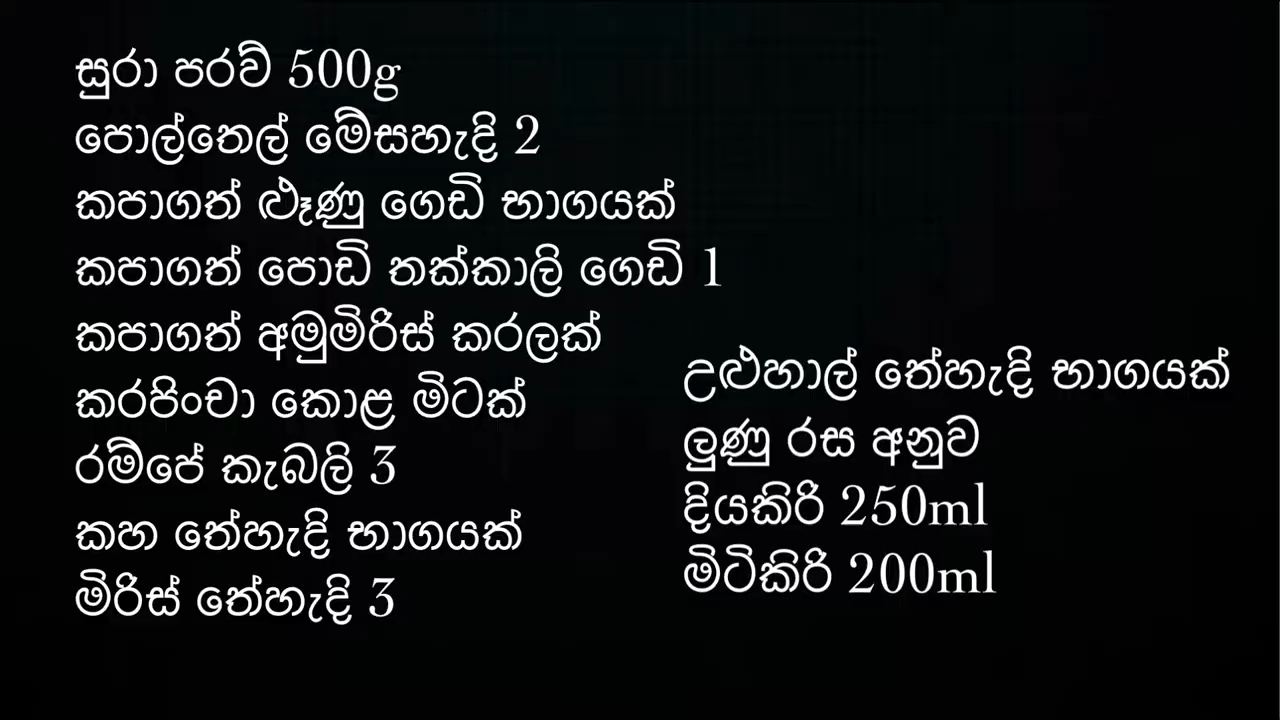 සුරා පරව් 500g
පොල්තෙල් මේසහැදි 2
කපාගත් ළූණු ගෙඩි භාගයක්
කපාගත් පොඩි තක්කාලි ගෙඩි 1
කපාගත් අමුමිරිස් කරලක්
කරපිංචා කොළ මිටක්
රම්පේ කැබලි 3
කහ තේහැදි භාගයක්
මිරිස් තේහැදි 3
උළුහාල් තේහැදි භාගයක්
ලුණු රස අනුව
දියකිරි 250ml
මිටිකිරි 200ml